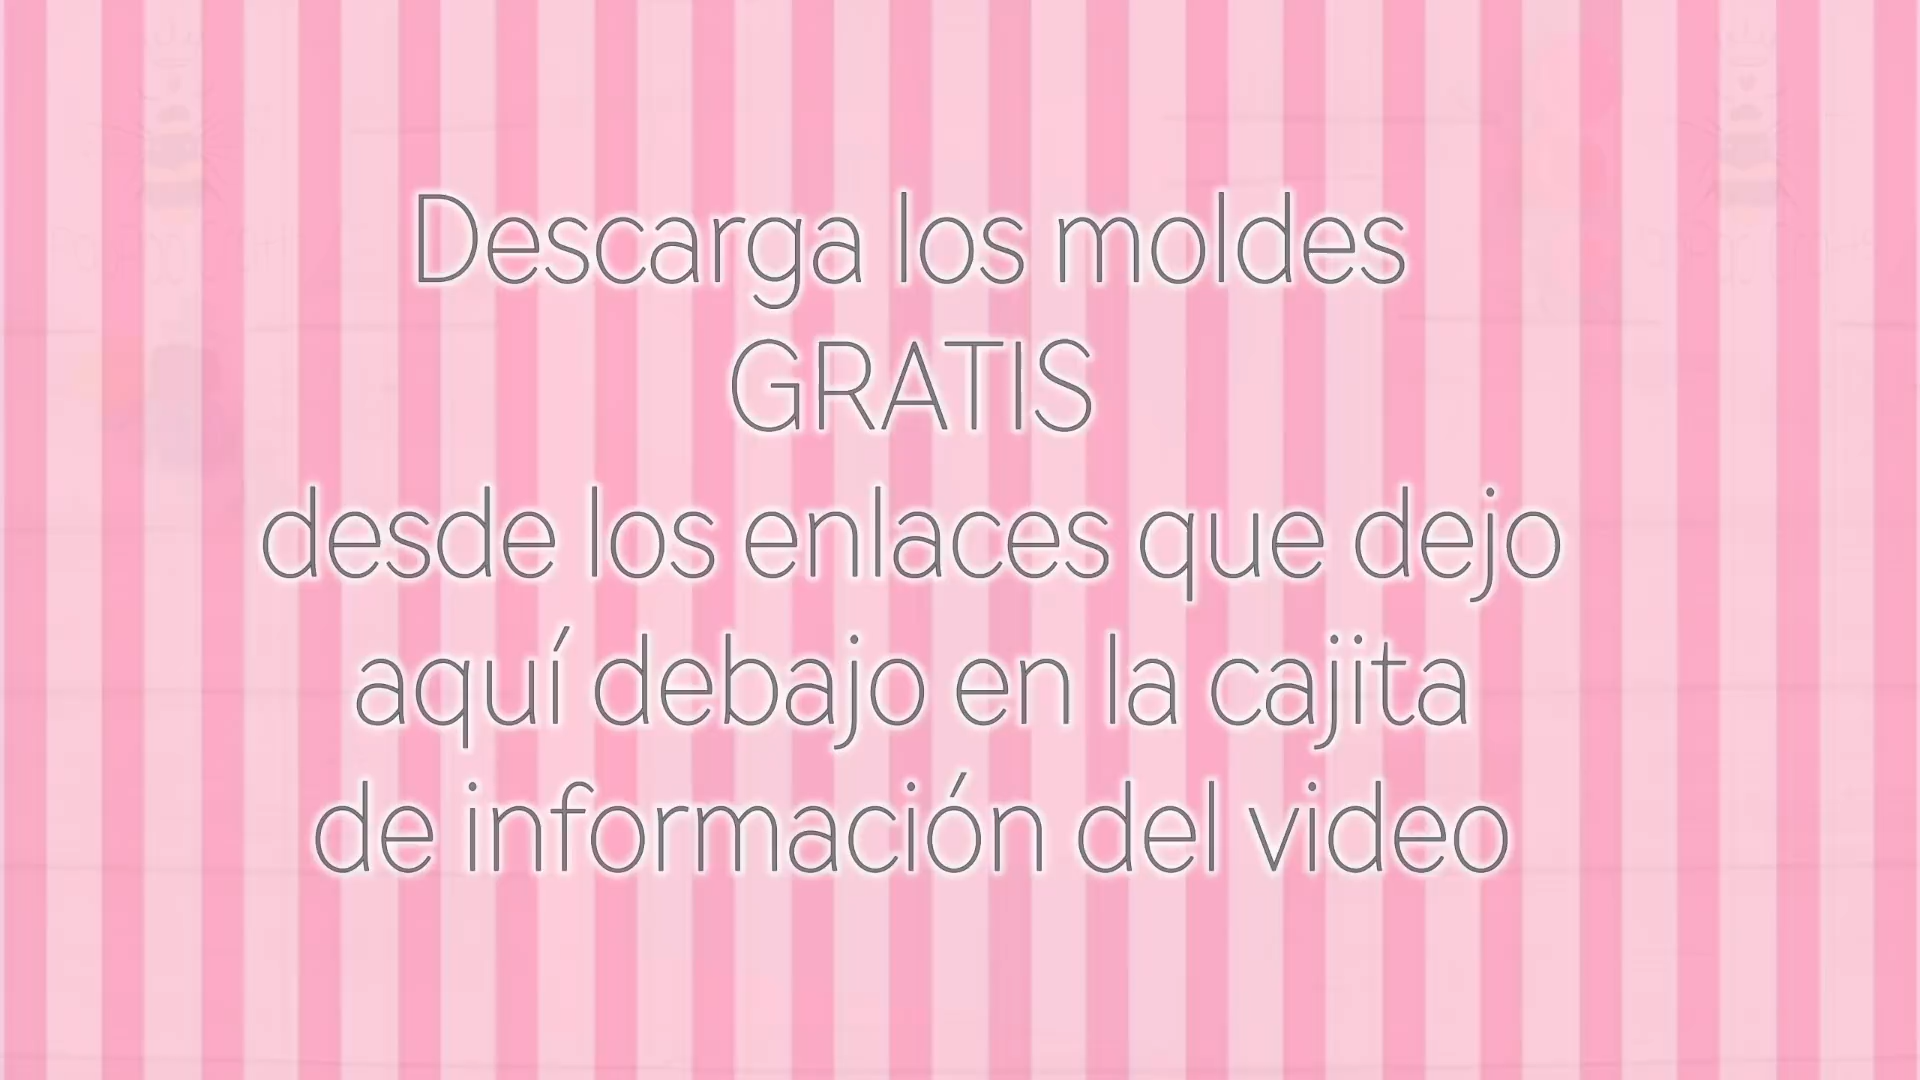 Descarga los moldes
GRATIS
desde los enlaces que dejo
aquí debajo en la cajita
de información del video